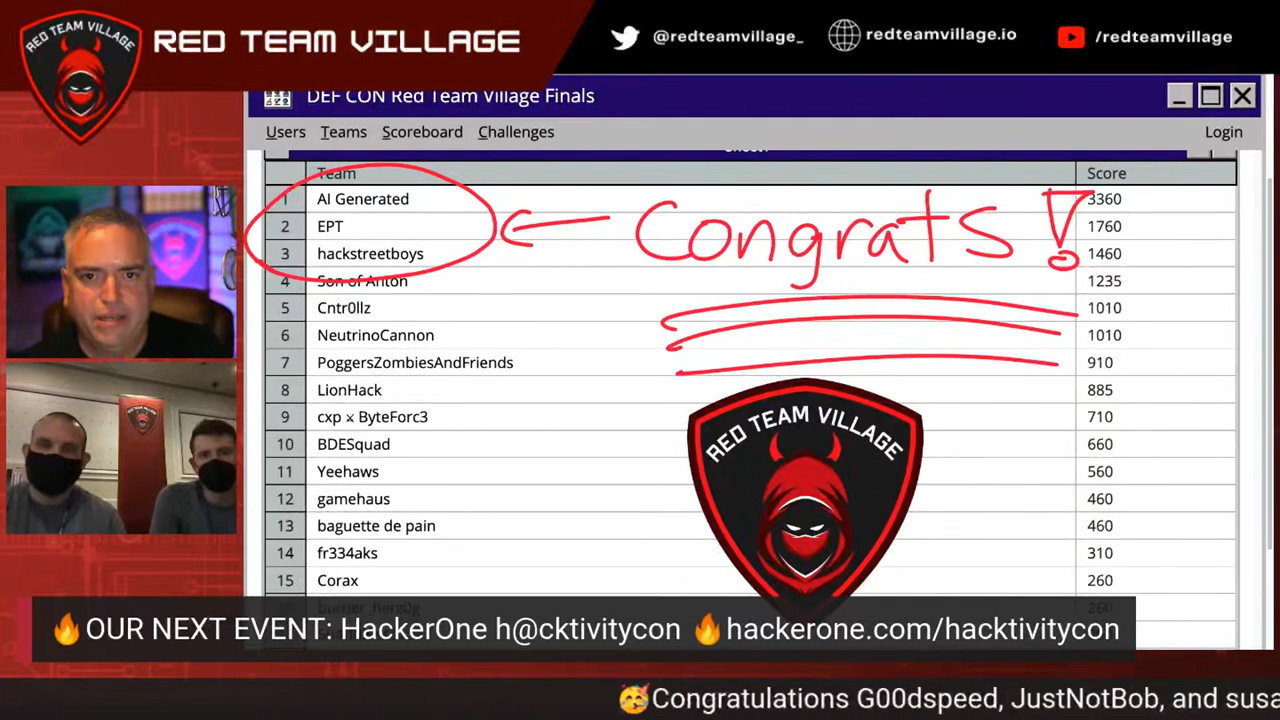 RED TEAM VILLAGE
RED TEAM VILLAGE
@redteamvillage_
redteamvillage.io
/redteamvillage
DEF CON Red Team Village Finals
Users Teams Scoreboard Challenges Login
Team Score
1 AI Generated 3360
2 EPT 1760
3 hackstreetboys 1460
4 Son of Anton 1235
5 Cntr0llz 1010
6 NeutrinoCannon 1010
7 PoggersZombiesAndFriends 910
8 LionHack 885
9 cxp x ByteForc3 710
10 BDESquad 660
11 Yeehaws 560
12 gamehaus 460
13 baguette de pain 460
14 fr334aks 310
15 Corax 260
260
← Congrats!
RED TEAM VILLAGE
🔥OUR NEXT EVENT: HackerOne h@cktivitycon 🔥hackerone.com/hacktivitycon
🥳Congratulations G00dspeed, JustNotBob, and susa